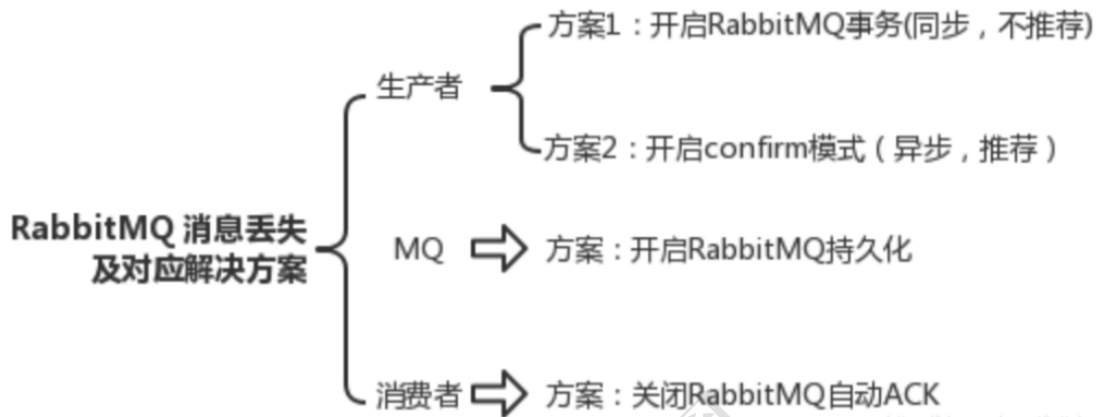 方案1：开启RabbitMQ事务(同步，不推荐)
生产者
方案2：开启confirm模式（异步，推荐）
RabbitMQ 消息丢失
及对应解决方案
MQ
方案：开启RabbitMQ持久化
消费者
方案：关闭RabbitMQ自动ACK